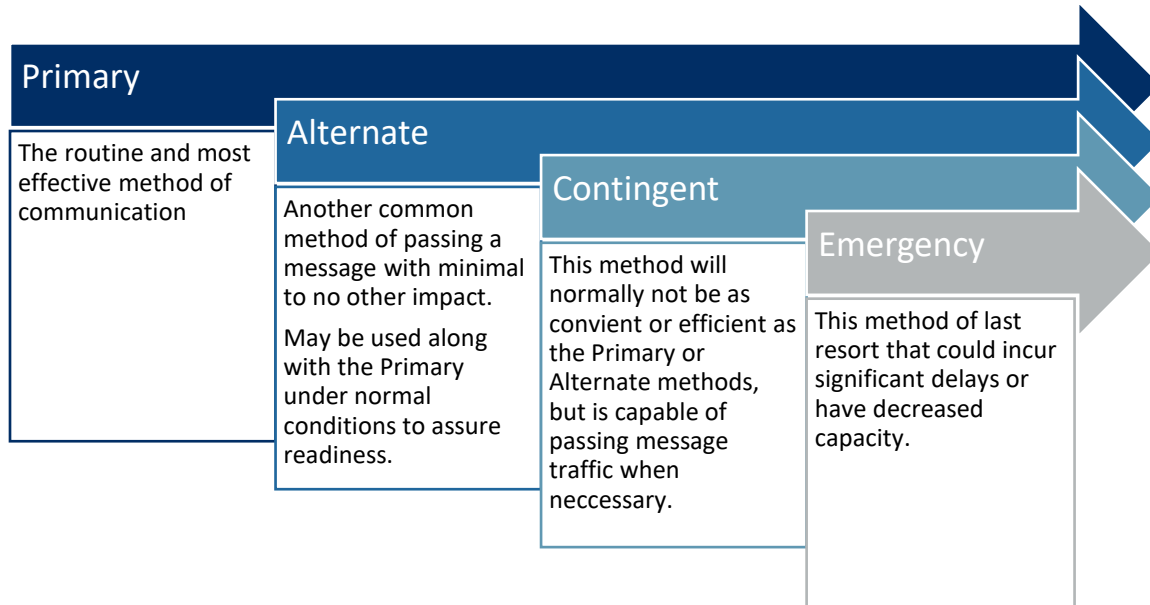 Primary
The routine and most
effective method of
communication
Alternate
Another common
method of passing a
message with minimal
to no other impact.
May be used along
with the Primary
under normal
conditions to assure
readiness.
Contingent
This method will
normally not be as
convient or efficient as
the Primary or
Alternate methods,
but is capable of
passing message
traffic when
neccessary.
Emergency
This method of last
resort that could incur
significant delays or
have decreased
capacity.